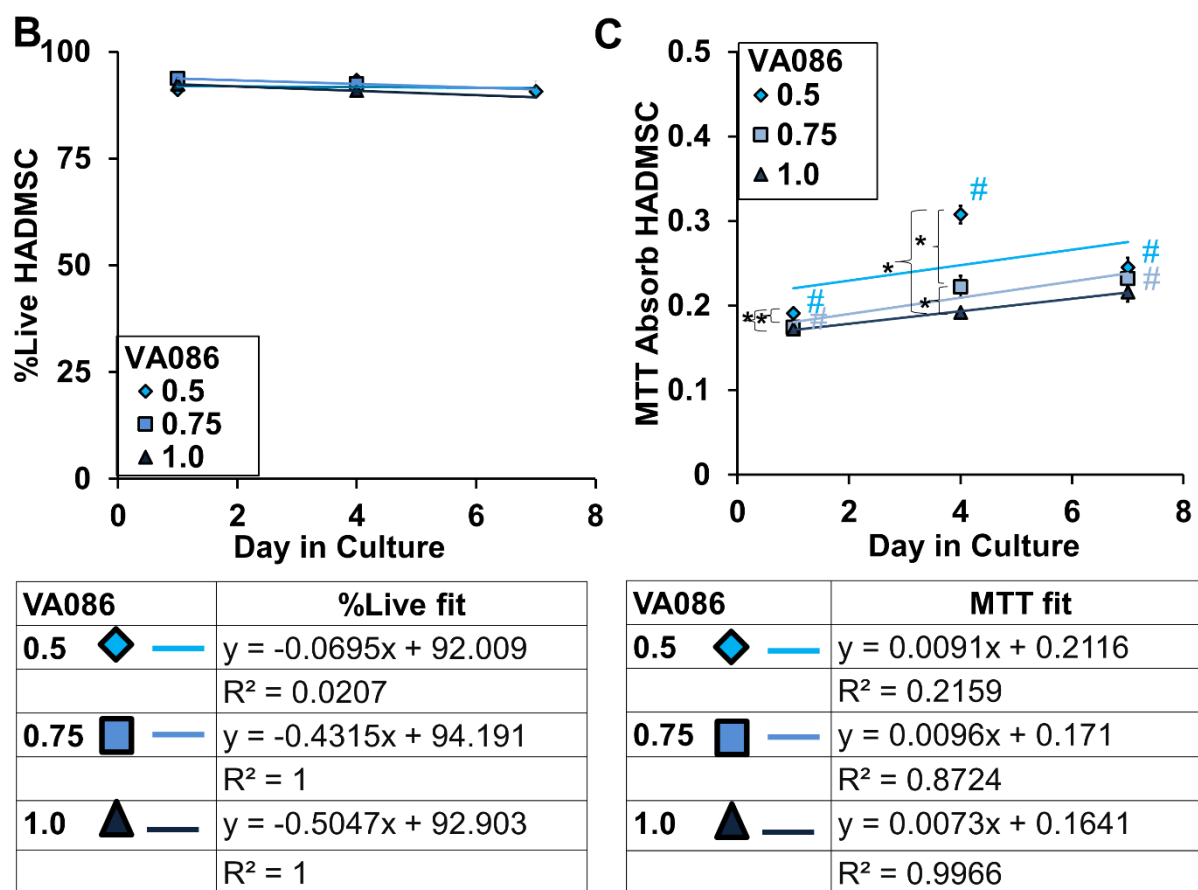 B
100
75
50
25
0
%Live HADMSC
VA086
0.5
0.75
1.0
0 2 4 6 8
Day in Culture
C
0.5
0.4
0.3
0.2
0.1
0
MTT Absorb HADMSC
VA086
0.5
0.75
1.0
#
*
*
*
#
#
* *
#
#
0 2 4 6 8
Day in Culture
VA086 %Live fit
0.5 y = -0.0695x + 92.009
R² = 0.0207
0.75 y = -0.4315x + 94.191
R² = 1
1.0 y = -0.5047x + 92.903
R² = 1
VA086 MTT fit
0.5 y = 0.0091x + 0.2116
R² = 0.2159
0.75 y = 0.0096x + 0.171
R² = 0.8724
1.0 y = 0.0073x + 0.1641
R² = 0.9966